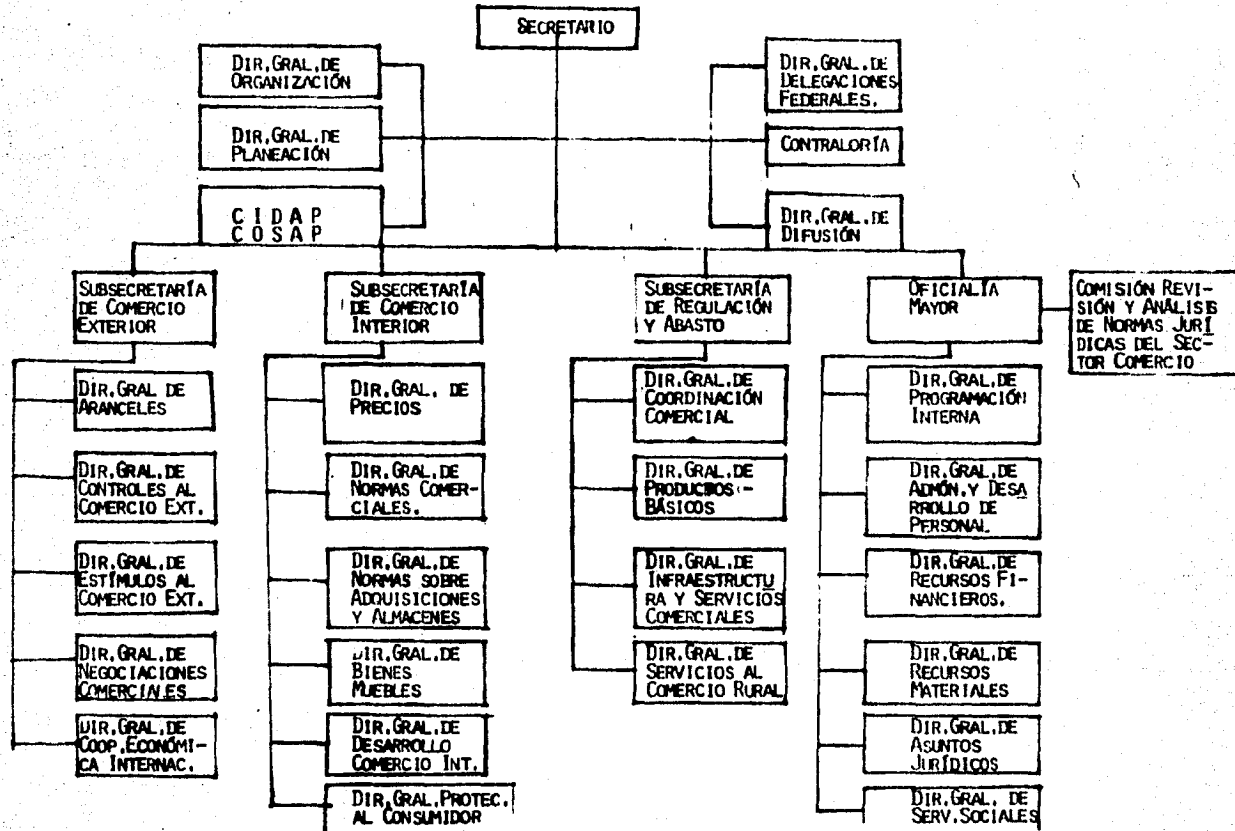 SECRETARIO
DIR.GRAL.DE
ORGANIZACIÓN
DIR.GRAL.DE
PLANEACIÓN
C I D A P
C O S A P
DIR.GRAL.DE
DELEGACIONES
FEDERALES.
CONTRALORÍA
DIR.GRAL.DE
DIFUSIÓN
SUBSECRETARÍA
DE COMERCIO
EXTERIOR
DIR.GRAL DE
ARANCELES
DIR.GRAL.DE
CONTROLES AL
COMERCIO EXT.
DIR.GRAL.DE
ESTÍMULOS AL
COMERCIO EXT.
DIR.GRAL.DE
NEGOCIACIONES
COMERCIALES
DIR.GRAL.DE
COOP.ECONÓMI-
CA INTERNAC.
SUBSECRETARÍA
DE COMERCIO
INTERIOR
DIR.GRAL. DE
PRECIOS
DIR.GRAL.DE
NORMAS COMER-
CIALES.
DIR.GRAL.DE
NORMAS SOBRE
ADQUISICIONES
Y ALMACENES
DIR.GRAL.DE
BIENES
MUEBLES
DIR.GRAL.DE
DESARROLLO
COMERCIO INT.
DIR.GRAL.PROTEC.
AL CONSUMIDOR
SUBSECRETARÍA
DE REGULACIÓN
Y ABASTO
DIR.GRAL.DE
COORDINACIÓN
COMERCIAL
DIR.GRAL.DE
PRODUCTOS -
BÁSICOS
DIR.GRAL.DE
INFRAESTRUCTU
RA Y SERVICIOS
COMERCIALES
DIR.GRAL.DE
SERVICIOS AL
COMERCIO RURAL
OFICIALÍA
MAYOR
DIR.GRAL.DE
PROGRAMACIÓN
INTERNA
DIR.GRAL.DE
ADMÓN.Y DESA
RROLLO DE
PERSONAL
DIR.GRAL.DE
RECURSOS FI-
NANCIEROS.
DIR.GRAL.DE
RECURSOS
MATERIALES
DIR.GRAL.DE
ASUNTOS
JURÍDICOS
DIR.GRAL. DE
SERV.SOCIALES
COMISIÓN REVI-
SIÓN Y ANÁLISIS
DE NORMAS JURÍ
DICAS DEL SEC-
TOR COMERCIO